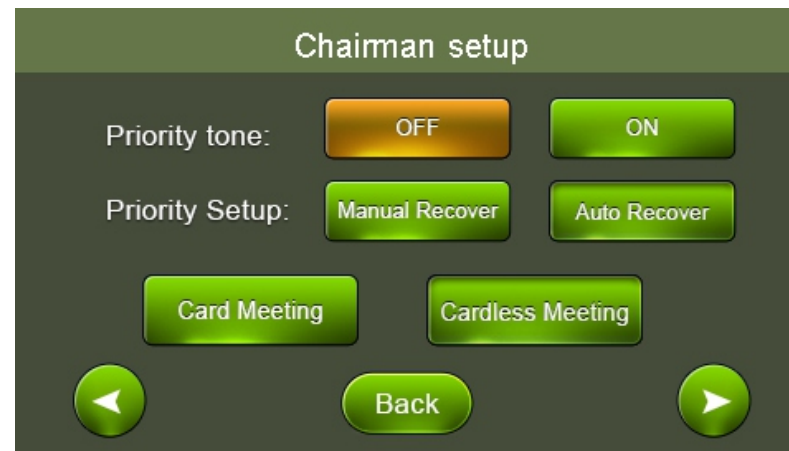 Chairman setup
Priority tone: OFF ON
Priority Setup: Manual Recover Auto Recover
Card Meeting Cardless Meeting
Back